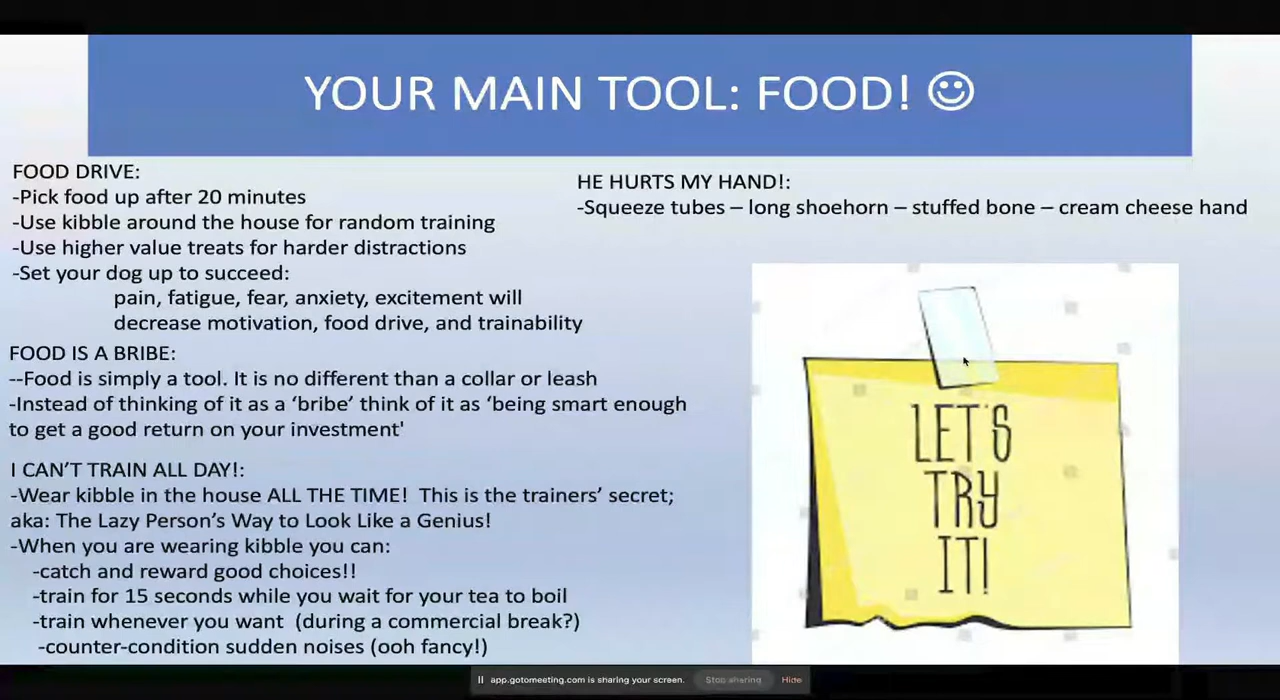 YOUR MAIN TOOL: FOOD! ☺
FOOD DRIVE:
-Pick food up after 20 minutes
-Use kibble around the house for random training
-Use higher value treats for harder distractions
-Set your dog up to succeed:
pain, fatigue, fear, anxiety, excitement will
decrease motivation, food drive, and trainability
FOOD IS A BRIBE:
--Food is simply a tool. It is no different than a collar or leash
-Instead of thinking of it as a ‘bribe’ think of it as ‘being smart enough
to get a good return on your investment'
I CAN’T TRAIN ALL DAY!:
-Wear kibble in the house ALL THE TIME!  This is the trainers’ secret;
aka: The Lazy Person’s Way to Look Like a Genius!
-When you are wearing kibble you can:
-catch and reward good choices!!
-train for 15 seconds while you wait for your tea to boil
-train whenever you want  (during a commercial break?)
-counter-condition sudden noises (ooh fancy!)
HE HURTS MY HAND!:
-Squeeze tubes – long shoehorn – stuffed bone – cream cheese hand
LET'S
TRY
IT!
app.gotomeeting.com is sharing your screen. Stop sharing Hide